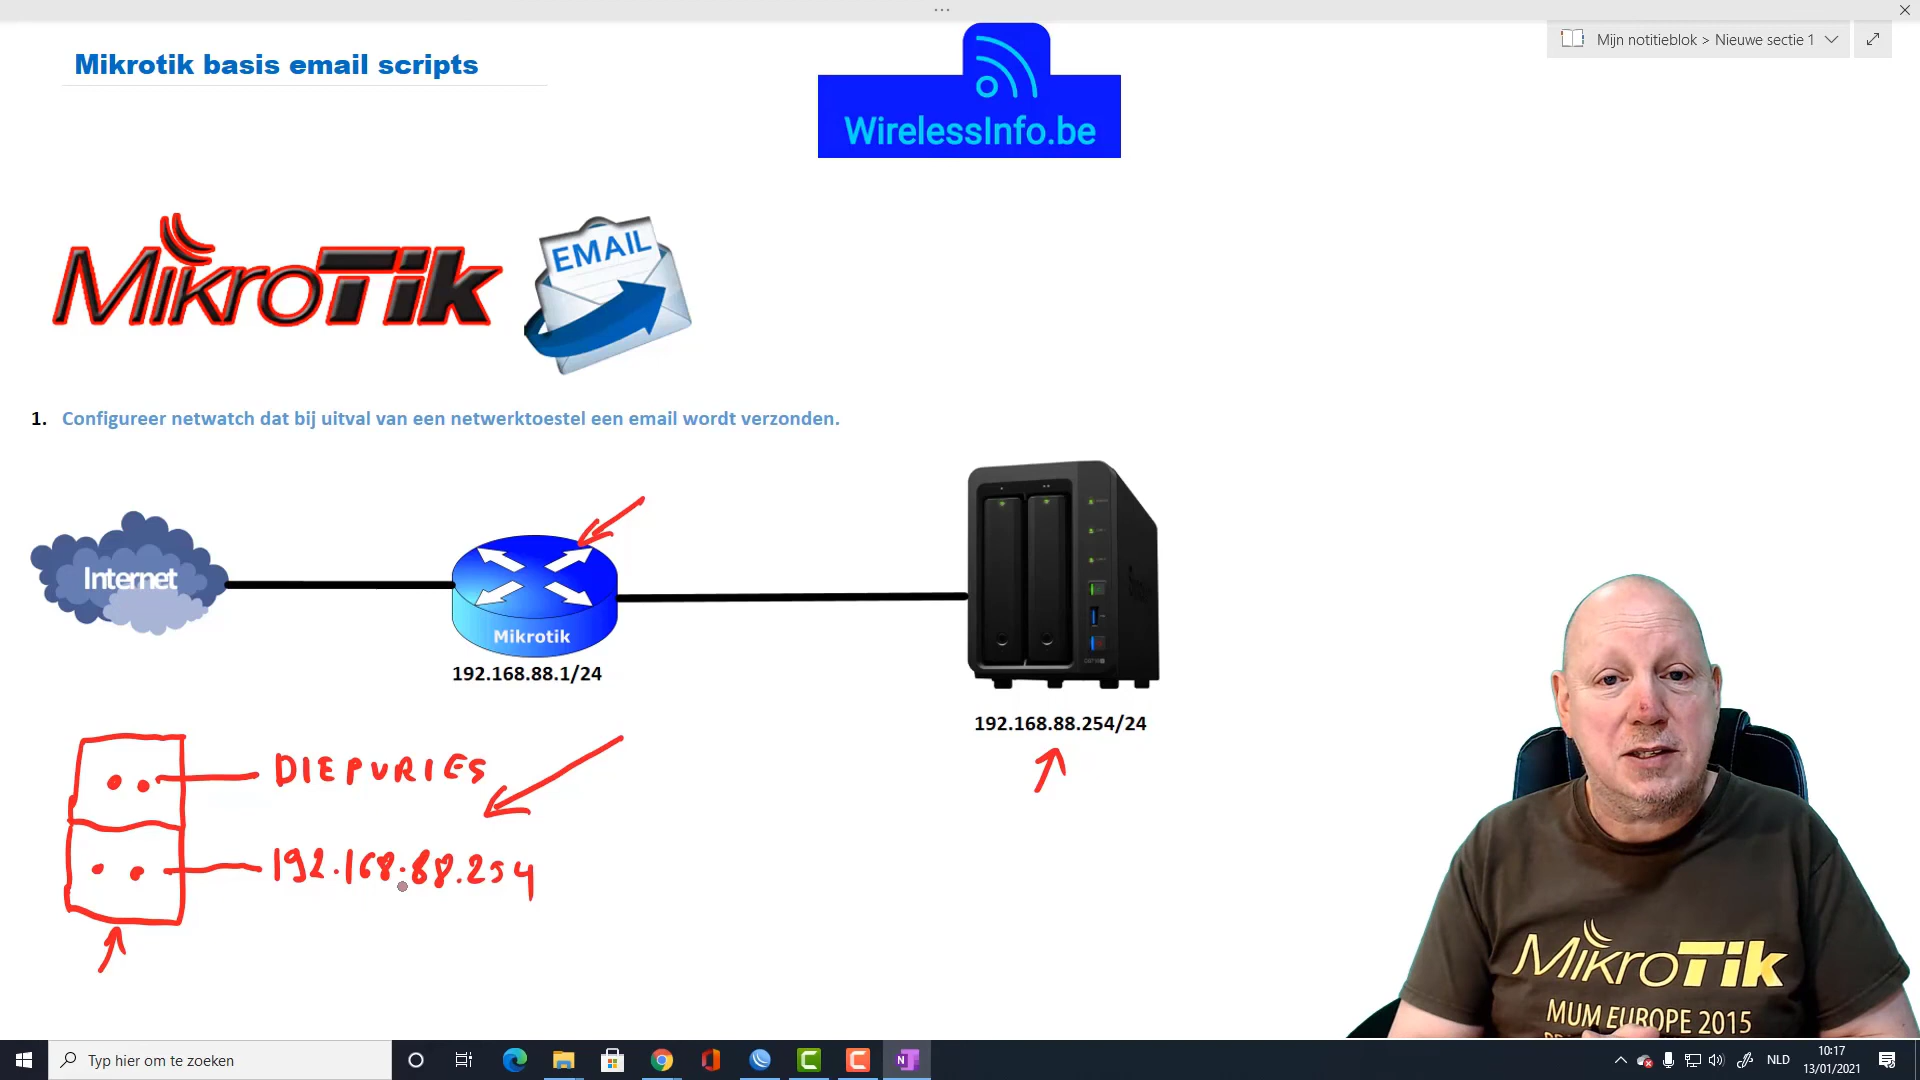 Mikrotik basis email scripts
Mijn notitieblok > Nieuwe sectie 1
WirelessInfo.be
MikroTik
EMAIL
1. Configureer netwatch dat bij uitval van een netwerktoestel een email wordt verzonden.
Internet
Mikrotik
192.168.88.1/24
192.168.88.254/24
DIEPVRIES
192.168.88.254
MikroTik
MUM EUROPE 2015
Typ hier om te zoeken
NLD
10:17
13/01/2021